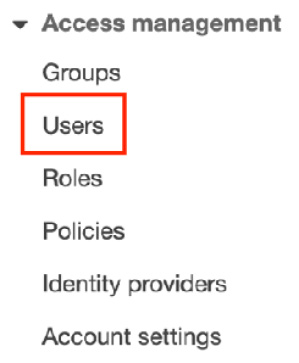 Access management
Groups
Users
Roles
Policies
Identity providers
Account settings